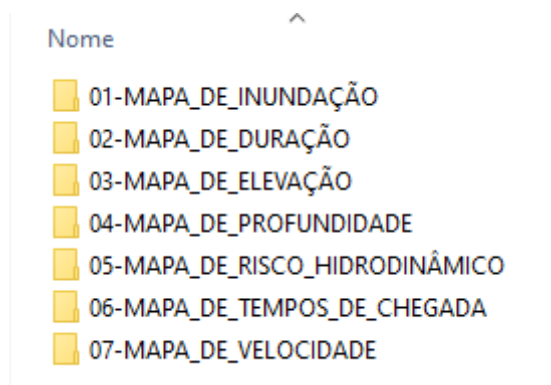 Nome
01-MAPA_DE_INUNDAÇÃO
02-MAPA_DE_DURAÇÃO
03-MAPA_DE_ELEVAÇÃO
04-MAPA_DE_PROFUNDIDADE
05-MAPA_DE_RISCO_HIDRODINÂMICO
06-MAPA_DE_TEMPOS_DE_CHEGADA
07-MAPA_DE_VELOCIDADE